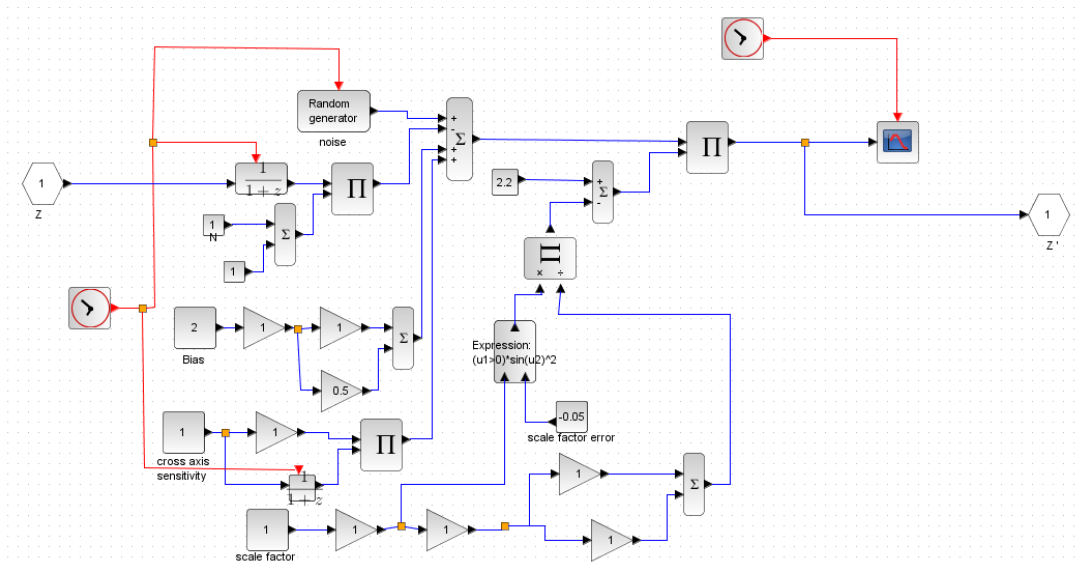 Random
generator
noise
+
-
+
+
Σ
Π
1
Z
1
1 + z
Π
1
N
Σ
1
2.2
+
-
Σ
1
Z '
Π
× ÷
2
Bias
1
1
Σ
0.5
Expression:
(u1>0)*sin(u2)^2
-0.05
scale factor error
1
cross axis
sensitivity
1
Π
1
1 + z
1
scale factor
1
1
1
Σ
1